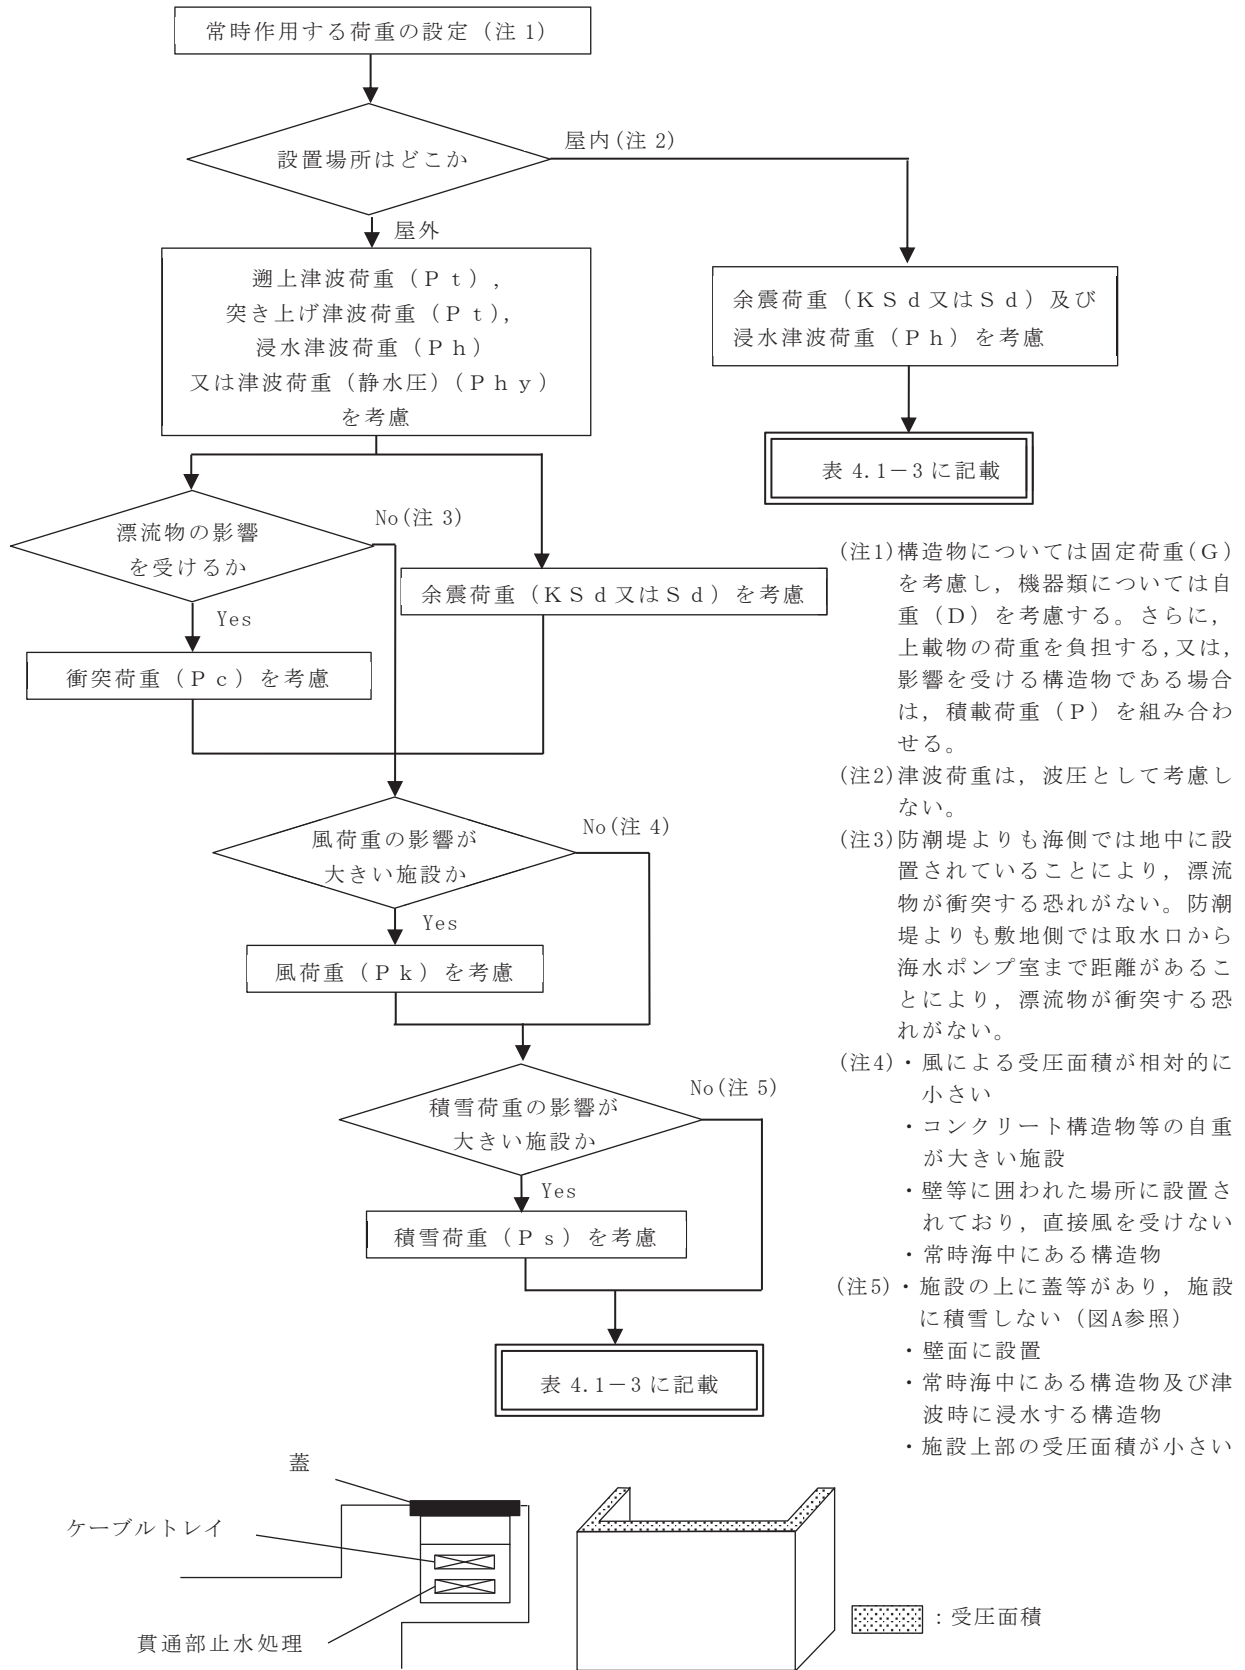 常時作用する荷重の設定（注 1）
設置場所はどこか
屋内(注 2)
屋外
遡上津波荷重（Ｐｔ），
突き上げ津波荷重（Ｐｔ），
浸水津波荷重（Ｐh）
又は津波荷重（静水圧）（Ｐhｙ）
を考慮
余震荷重（ＫＳｄ又はＳｄ）及び
浸水津波荷重（Ｐh）を考慮
表 4.1－3 に記載
漂流物の影響
を受けるか
No(注 3)
Yes
余震荷重（ＫＳｄ又はＳｄ）を考慮
衝突荷重（Ｐｃ）を考慮
風荷重の影響が
大きい施設か
No(注 4)
Yes
風荷重（Ｐｋ）を考慮
積雪荷重の影響が
大きい施設か
No(注 5)
Yes
積雪荷重（Ｐｓ）を考慮
表 4.1－3 に記載
(注1)構造物については固定荷重(Ｇ)
を考慮し，機器類については自
重（Ｄ）を考慮する。さらに，
上載物の荷重を負担する,又は，
影響を受ける構造物である場合
は，積載荷重（Ｐ）を組み合わ
せる。
(注2)津波荷重は，波圧として考慮し
ない。
(注3)防潮堤よりも海側では地中に設
置されていることにより，漂流
物が衝突する恐れがない。防潮
堤よりも敷地側では取水口から
海水ポンプ室まで距離があるこ
とにより，漂流物が衝突する恐
れがない。
(注4)・風による受圧面積が相対的に
小さい
・コンクリート構造物等の自重
が大きい施設
・壁等に囲われた場所に設置さ
れており，直接風を受けない
・常時海中にある構造物
(注5)・施設の上に蓋等があり，施設
に積雪しない（図A参照）
・壁面に設置
・常時海中にある構造物及び津
波時に浸水する構造物
・施設上部の受圧面積が小さい
蓋
ケーブルトレイ
貫通部止水処理
：受圧面積